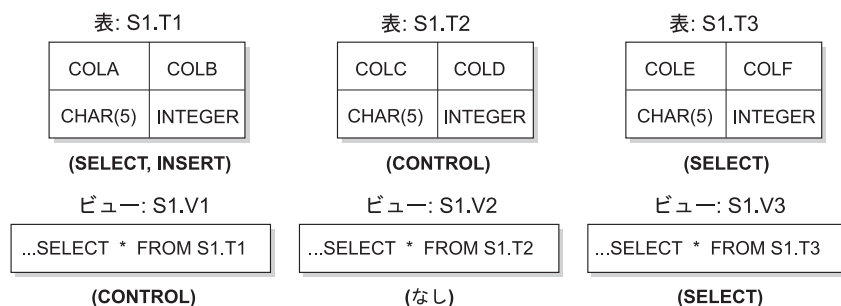 表: S1.T1
表: S1.T2
表: S1.T3
COLA COLB
COLC COLD
COLE COLF
CHAR(5) INTEGER
CHAR(5) INTEGER
CHAR(5) INTEGER
(SELECT, INSERT)
(CONTROL)
(SELECT)
ビュー: S1.V1
ビュー: S1.V2
ビュー: S1.V3
...SELECT * FROM S1.T1
...SELECT * FROM S1.T2
...SELECT * FROM S1.T3
(CONTROL)
(なし)
(SELECT)